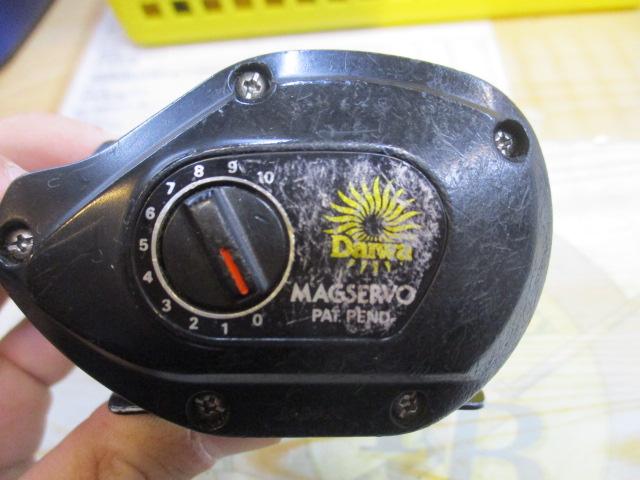 0 1 2 3 4 5 6 7 8 9 10
Daiwa
MAGSERVO
PAT. PEND.